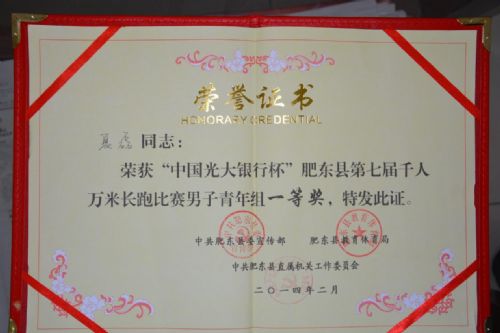 荣誉证书
HONORARY CREDENTIAL
夏磊 同志：
荣获“中国光大银行杯”肥东县第七届千人
万米长跑比赛男子青年组一等奖，特发此证。
中共肥东县委宣传部 肥东县教育体育局
中共肥东县直属机关工作委员会
二〇一四年二月